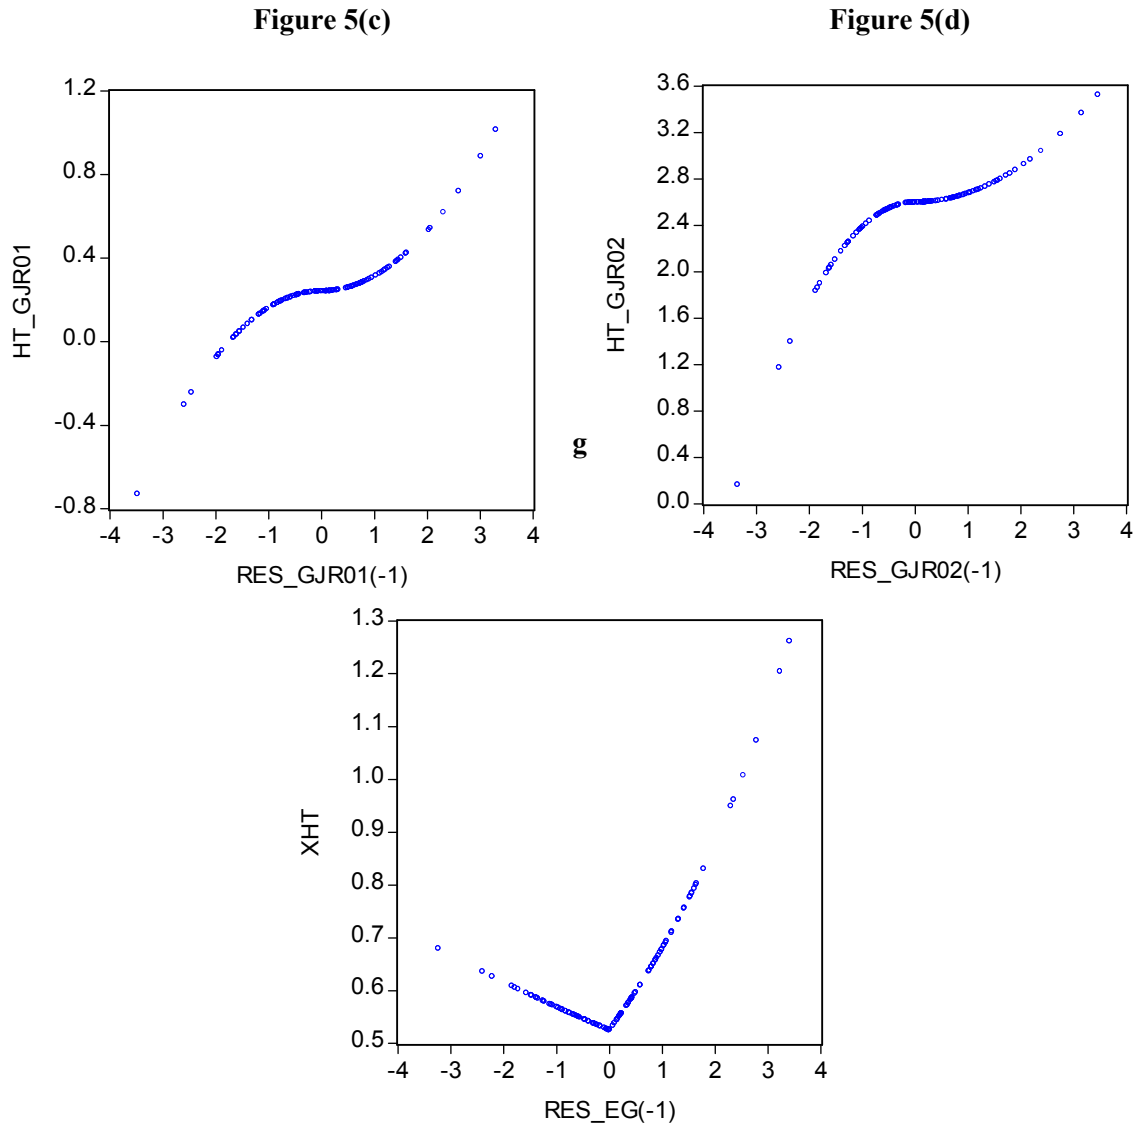 Figure 5(c)
Figure 5(d)
1.2
0.8
0.4
0.0
-0.4
-0.8
HT_GJR01
-4 -3 -2 -1 0 1 2 3 4
RES_GJR01(-1)
g
3.6
3.2
2.8
2.4
2.0
1.6
1.2
0.8
0.4
0.0
HT_GJR02
-4 -3 -2 -1 0 1 2 3 4
RES_GJR02(-1)
1.3
1.2
1.1
1.0
0.9
0.8
0.7
0.6
0.5
XHT
-4 -3 -2 -1 0 1 2 3 4
RES_EG(-1)